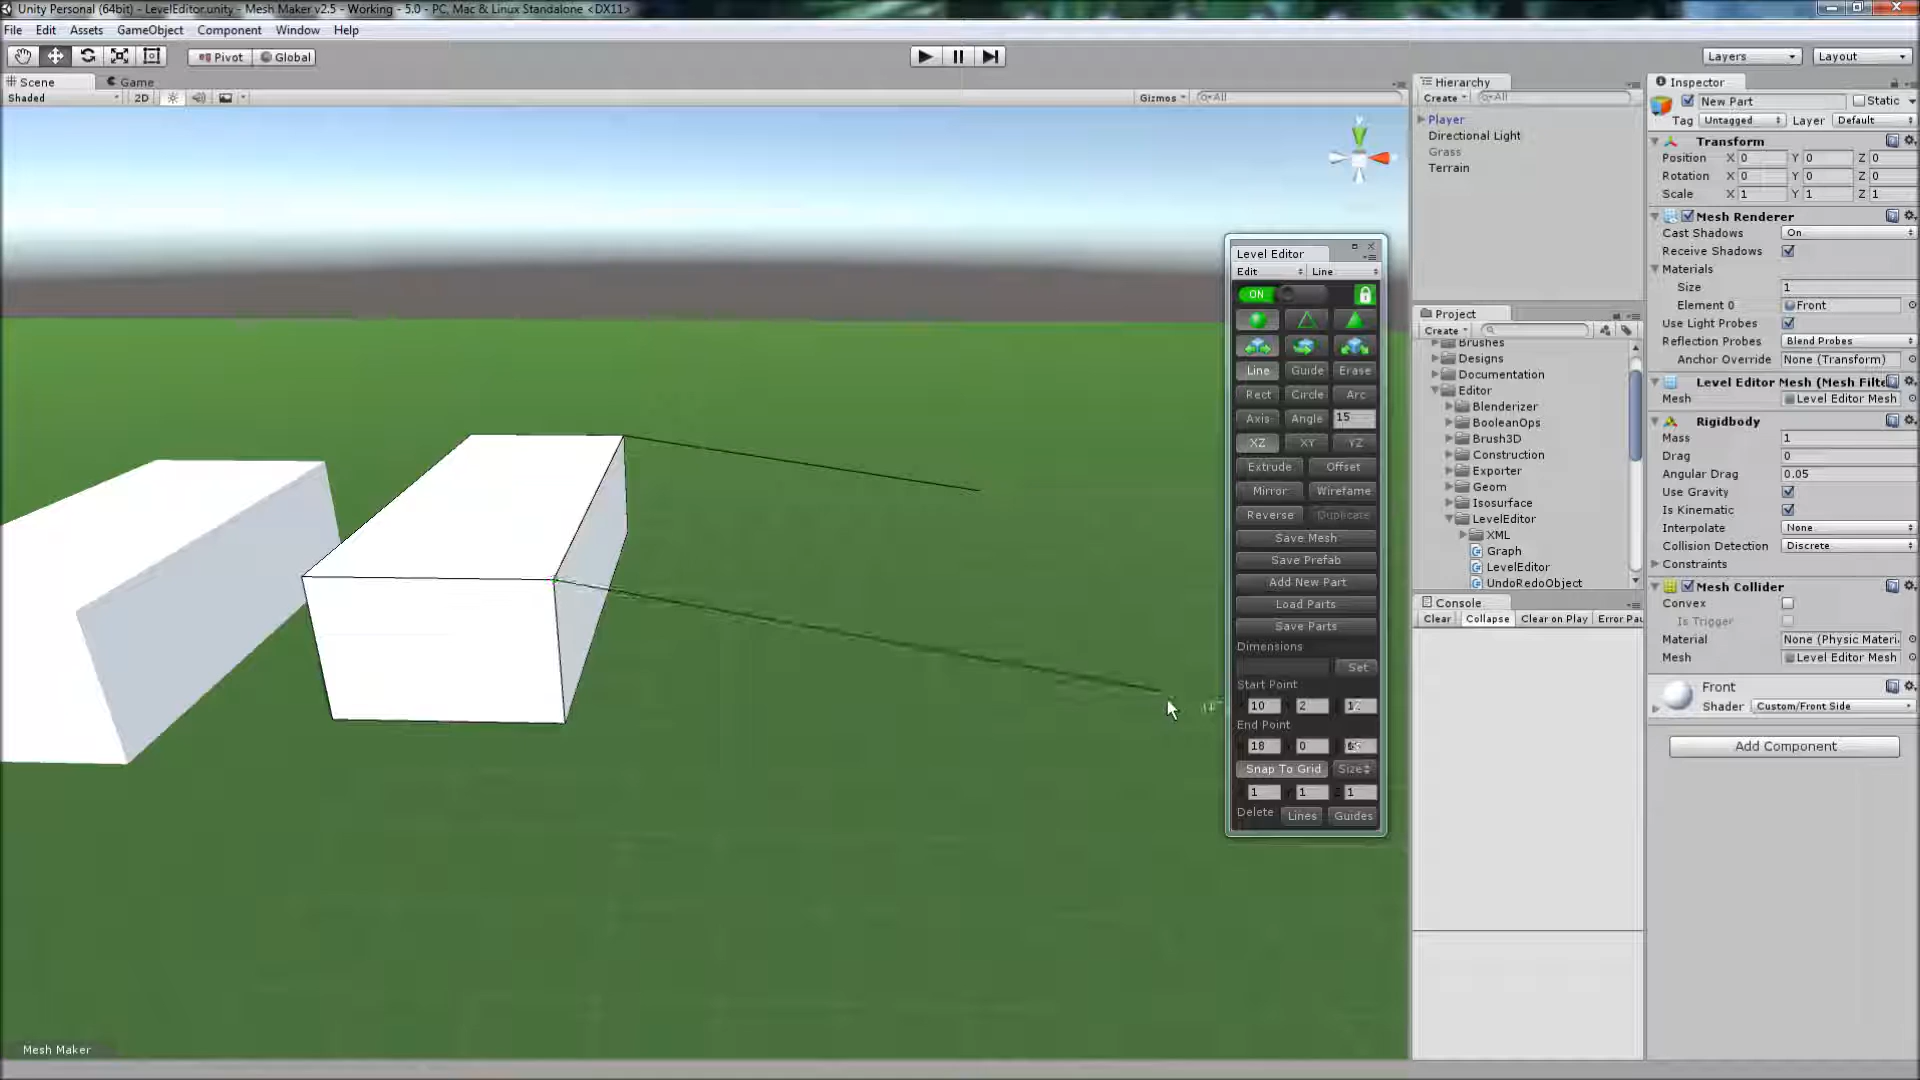 Unity Personal (64bit) - LevelEditor.unity - Mesh Maker v2.5 - Working - 5.0 - PC, Mac & Linux Standalone <DX11>
File Edit Assets GameObject Component Window Help
Pivot Global Layers Layout
Scene Game
Shaded 2D Gizmos All
Mesh Maker
Level Editor
Edit Line
ON
Line Guide Erase
Rect Circle Arc
Axis Angle 15
XZ XY YZ
Extrude Offset
Mirror Wireframe
Reverse Duplicate
Save Mesh
Save Prefab
Add New Part
Load Parts
Save Parts
Dimensions
Set
Start Point
10 2
End Point
18 0
Snap To Grid Size
1 1 1
Delete Lines Guides
Hierarchy
Create All
Player
Directional Light
Grass
Terrain
Project
Create
Brushes
Designs
Documentation
Editor
Blenderizer
BooleanOps
Brush3D
Construction
Exporter
Geom
Isosurface
LevelEditor
XML
Graph
LevelEditor
UndoRedoObject
Console
Clear Collapse Clear on Play Error Pau
Inspector
New Part Static
Tag Untagged Layer Default
Transform
Position X 0 Y 0 Z 0
Rotation X 0 Y 0 Z 0
Scale X 1 Y 1 Z 1
Mesh Renderer
Cast Shadows On
Receive Shadows
Materials
Size 1
Element 0 Front
Use Light Probes
Reflection Probes Blend Probes
Anchor Override None (Transform)
Level Editor Mesh (Mesh Filte
Mesh Level Editor Mesh
Rigidbody
Mass 1
Drag 0
Angular Drag 0.05
Use Gravity
Is Kinematic
Interpolate None
Collision Detection Discrete
Constraints
Mesh Collider
Convex
Is Trigger
Material None (Physic Materi
Mesh Level Editor Mesh
Front
Shader Custom/Front Side
Add Component